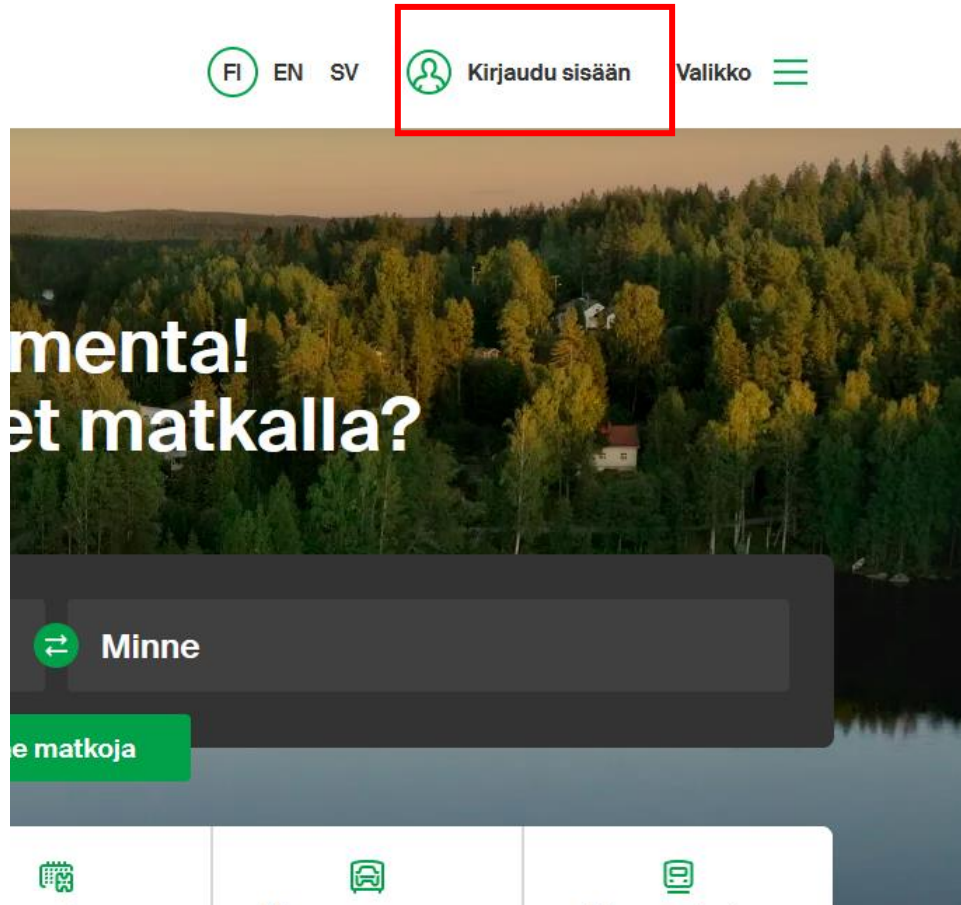 FI EN SV Kirjaudu sisään Valikko
menta!
et matkalla?
Minne
e matkoja